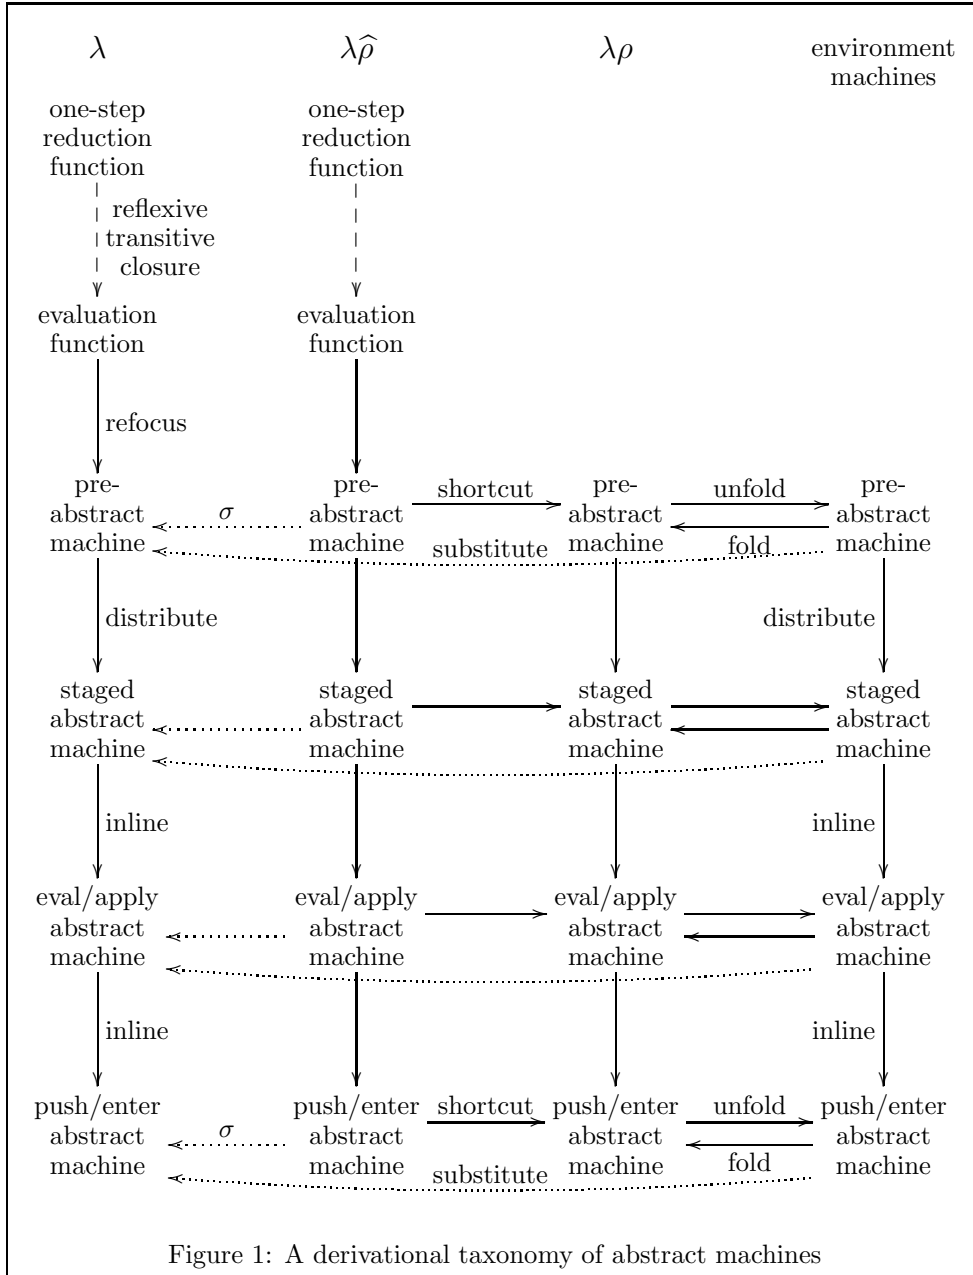 λ λρ̂ λρ environment
machines
one-step one-step
reduction reduction
function function
reflexive
transitive
closure
evaluation evaluation
function function
refocus
pre- pre- shortcut pre- unfold pre-
abstract σ abstract abstract abstract
machine machine substitute machine fold machine
distribute distribute
staged staged staged staged
abstract abstract abstract abstract
machine machine machine machine
inline inline
eval/apply eval/apply eval/apply eval/apply
abstract abstract abstract abstract
machine machine machine machine
inline inline
push/enter push/enter shortcut push/enter unfold push/enter
abstract σ abstract abstract abstract
machine machine substitute machine fold machine
Figure 1: A derivational taxonomy of abstract machines